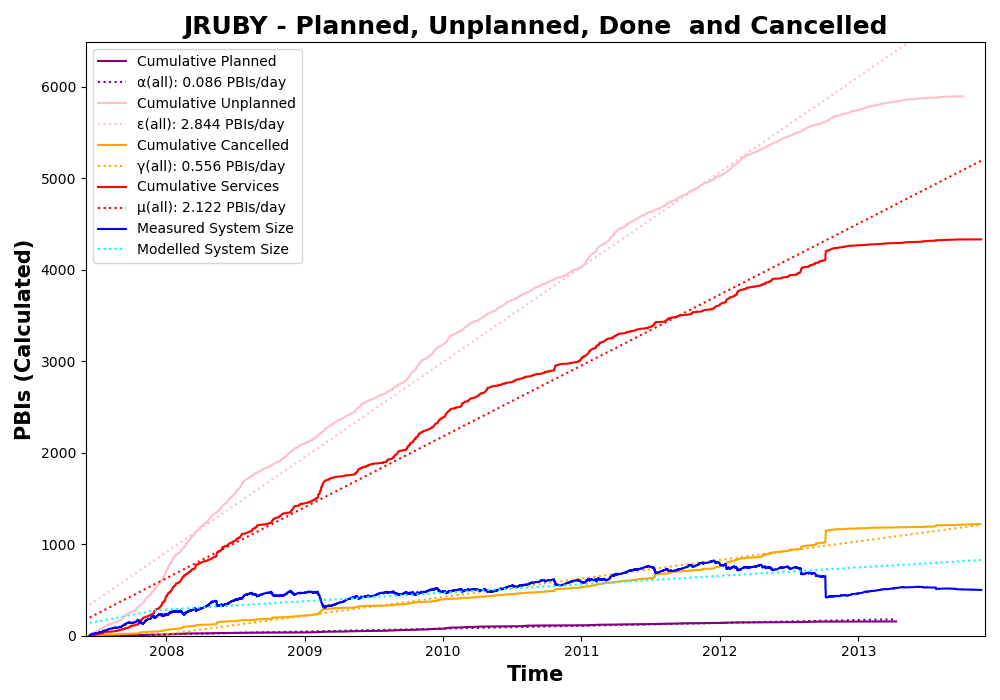 JRUBY - Planned, Unplanned, Done  and Cancelled
Cumulative Planned
α(all): 0.086 PBIs/day
Cumulative Unplanned
ε(all): 2.844 PBIs/day
Cumulative Cancelled
γ(all): 0.556 PBIs/day
Cumulative Services
μ(all): 2.122 PBIs/day
Measured System Size
Modelled System Size
PBIs (Calculated)
6000
5000
4000
3000
2000
1000
0
2008 2009 2010 2011 2012 2013
Time